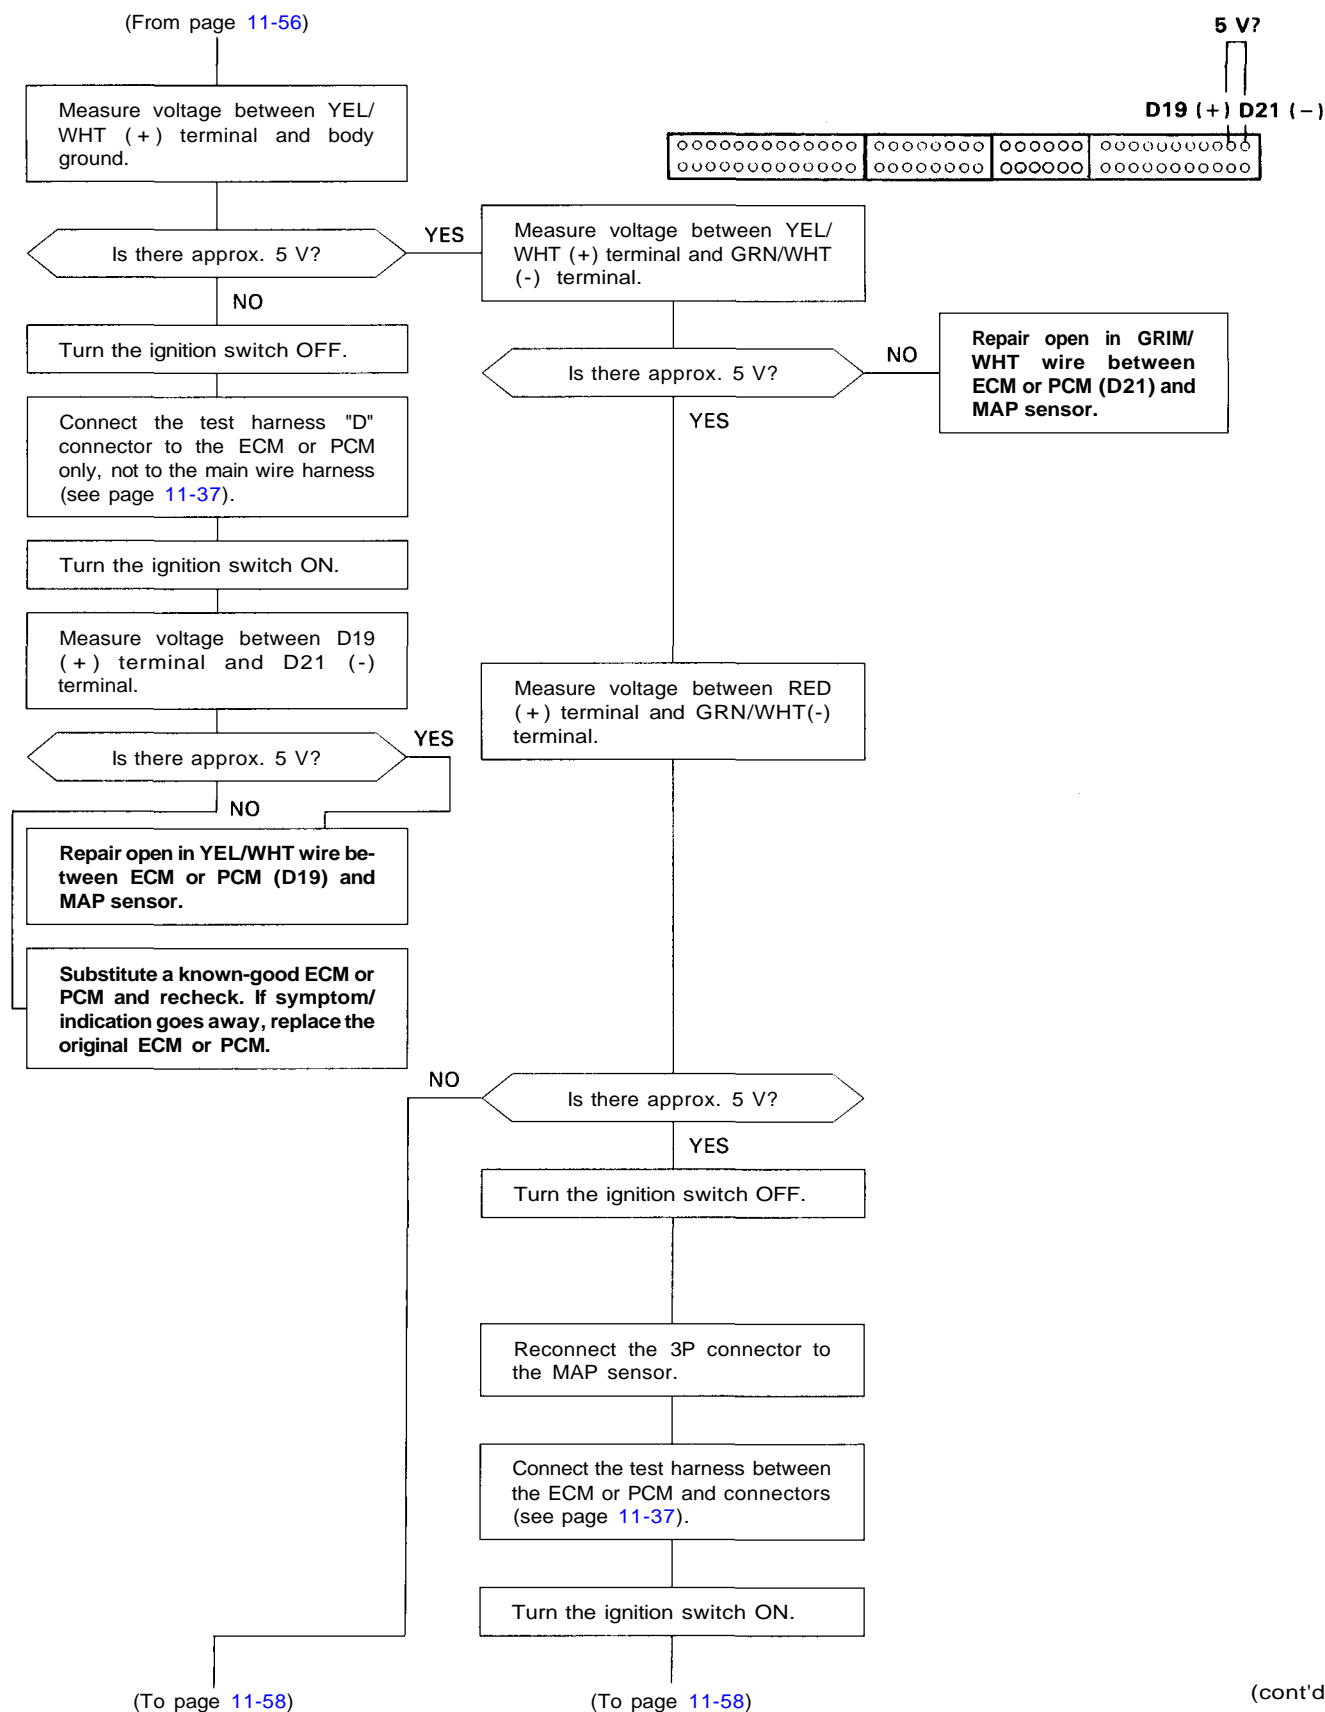 (From page 11-56)
5 V?
D19 (+) D21 (−)
Measure voltage between YEL/
WHT (+) terminal and body
ground.
Is there approx. 5 V?
YES
Measure voltage between YEL/
WHT (+) terminal and GRN/WHT
(-) terminal.
NO
Turn the ignition switch OFF.
Is there approx. 5 V?
NO
Repair open in GRIM/
WHT wire between
ECM or PCM (D21) and
MAP sensor.
YES
Connect the test harness "D"
connector to the ECM or PCM
only, not to the main wire harness
(see page 11-37).
Turn the ignition switch ON.
Measure voltage between D19
(+) terminal and D21 (-)
terminal.
Measure voltage between RED
(+) terminal and GRN/WHT(-)
terminal.
Is there approx. 5 V?
YES
NO
Repair open in YEL/WHT wire be-
tween ECM or PCM (D19) and
MAP sensor.
Substitute a known-good ECM or
PCM and recheck. If symptom/
indication goes away, replace the
original ECM or PCM.
NO
Is there approx. 5 V?
YES
Turn the ignition switch OFF.
Reconnect the 3P connector to
the MAP sensor.
Connect the test harness between
the ECM or PCM and connectors
(see page 11-37).
Turn the ignition switch ON.
(To page 11-58)
(To page 11-58)
(cont'd